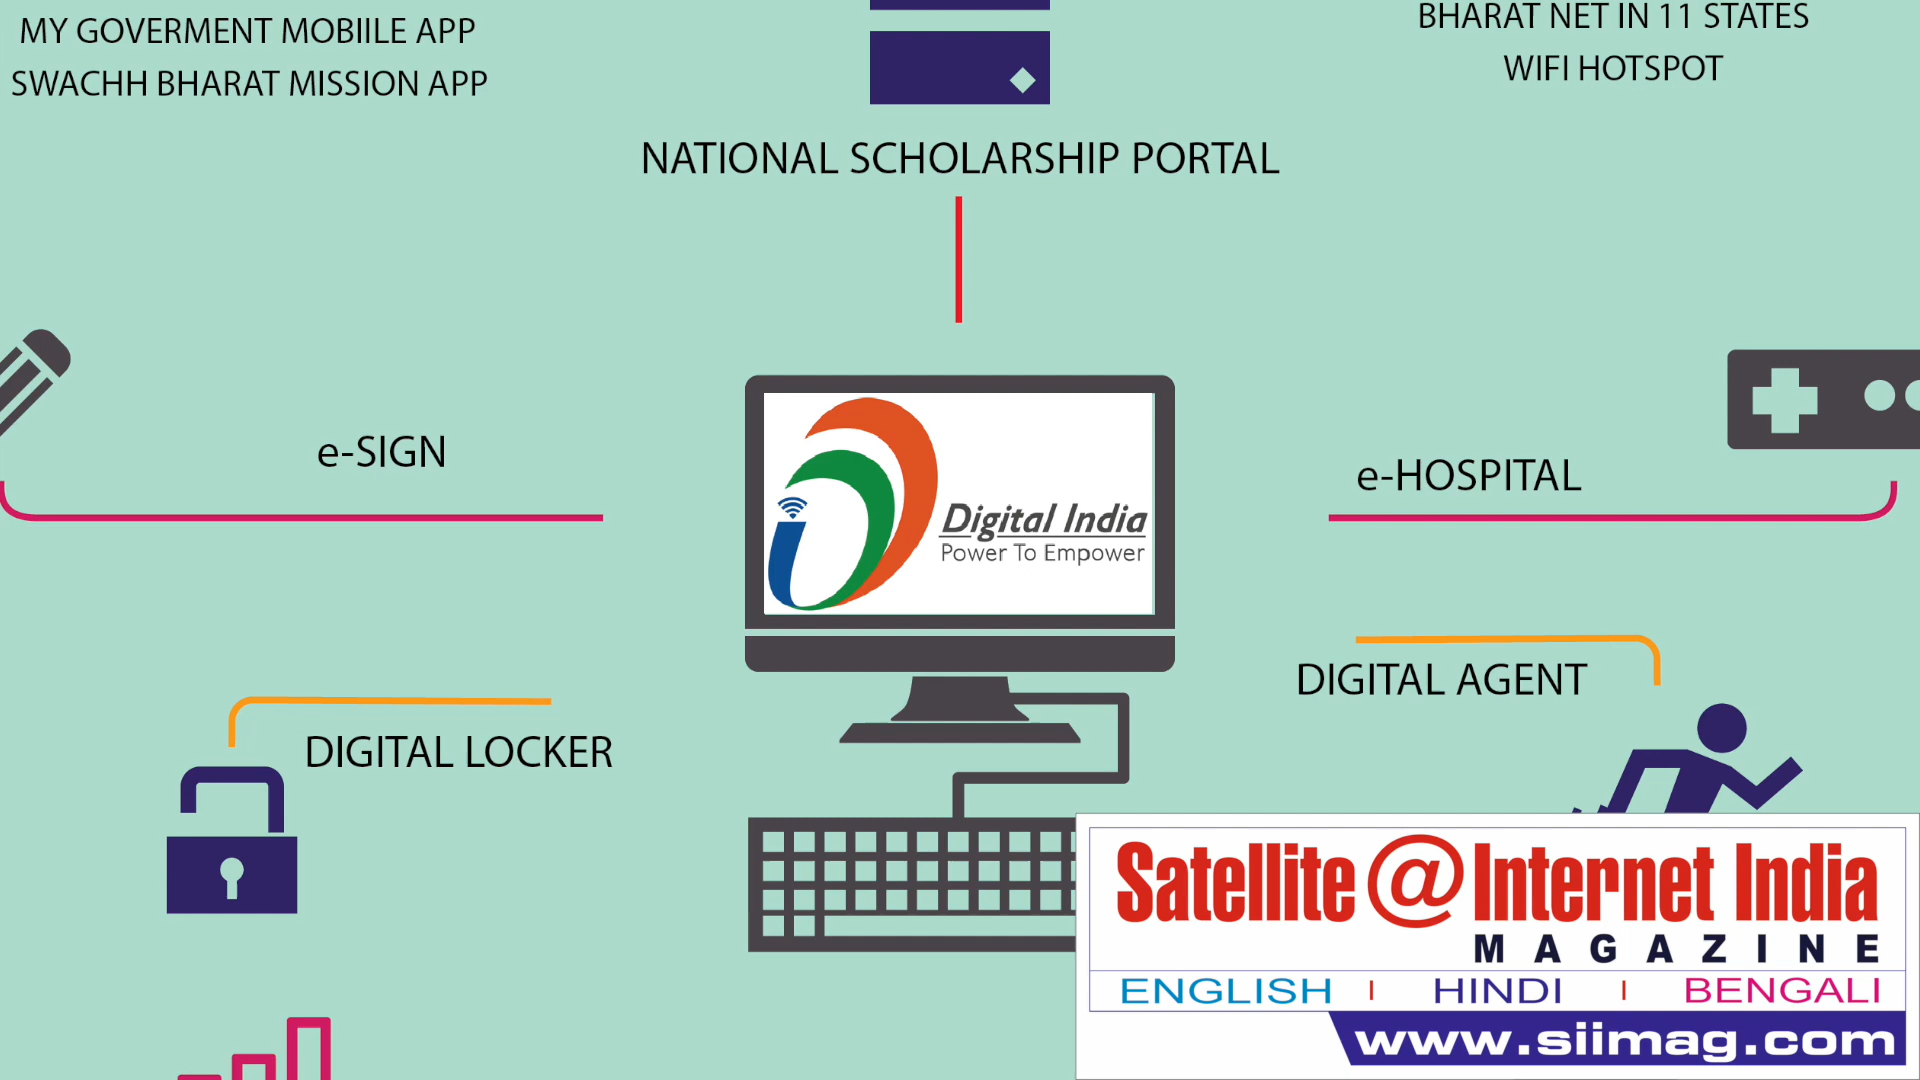 MY GOVERMENT MOBIILE APP
SWACHH BHARAT MISSION APP
BHARAT NET IN 11 STATES
WIFI HOTSPOT
NATIONAL SCHOLARSHIP PORTAL
e-SIGN
e-HOSPITAL
Digital India
Power To Empower
DIGITAL AGENT
DIGITAL LOCKER
Satellite @ Internet India
MAGAZINE
ENGLISH | HINDI | BENGALI
www.siimag.com